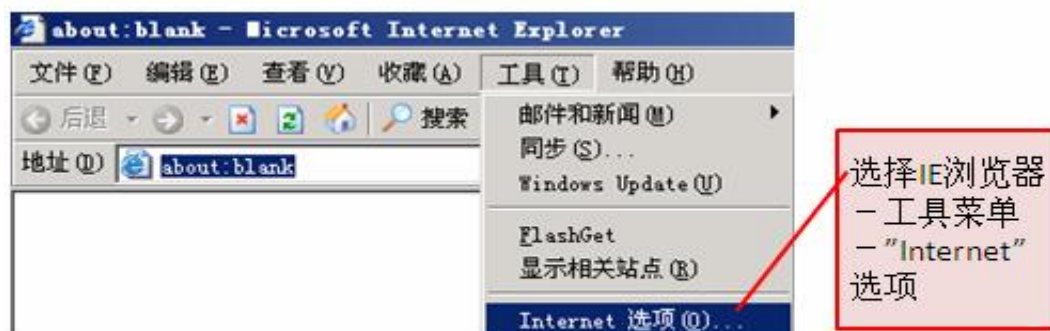 about:blank - Microsoft Internet Explorer
文件(F) 编辑(E) 查看(V) 收藏(A) 工具(T) 帮助(H)
后退 搜索
地址(D) about:blank
邮件和新闻(M)
同步(S)...
Windows Update(U)
FlashGet
显示相关站点(R)
Internet 选项(O)...
选择IE浏览器
－工具菜单
－"Internet"
选项